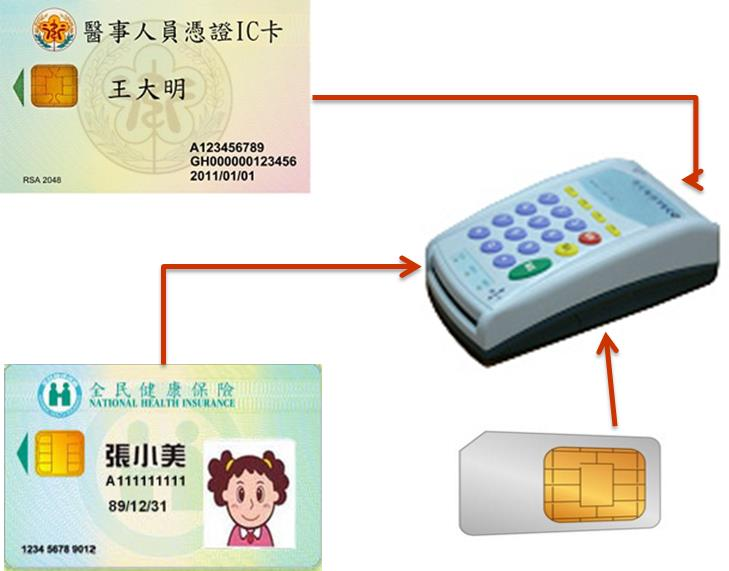 醫事人員憑證IC卡
王大明
A123456789
GH000000123456
2011/01/01
RSA 2048
全民健康保險
NATIONAL HEALTH INSURANCE
張小美
A111111111
89/12/31
1234 5678 9012